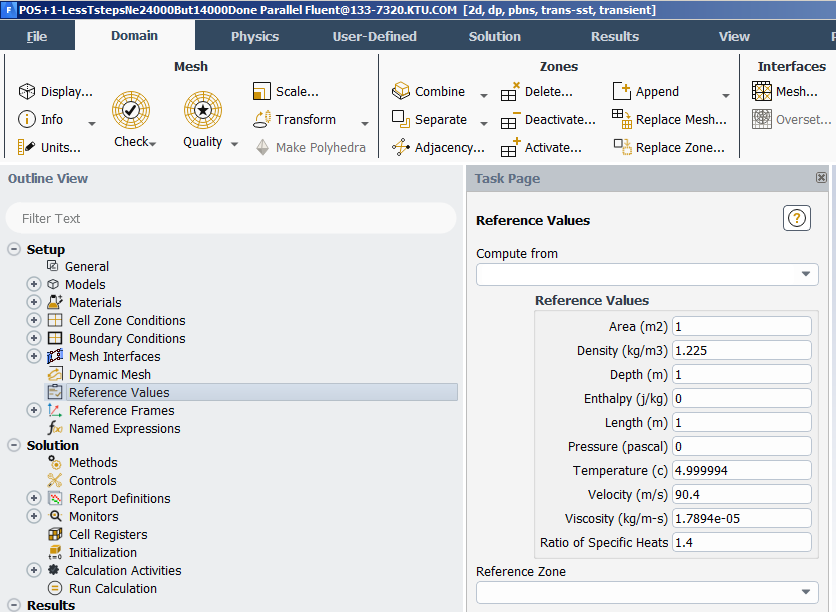 POS+1-LessTstepsNe24000But14000Done Parallel Fluent@133-7320.KTU.COM [2d, dp, pbns, trans-sst, transient]
File Domain Physics User-Defined Solution Results View
Mesh Zones Interfaces
Display... Scale... Combine Delete... Append Mesh...
Info Transform Separate Deactivate... Replace Mesh... Overset...
Units... Check Quality Make Polyhedra Adjacency... Activate... Replace Zone...
Outline View
Filter Text
Setup
General
Models
Materials
Cell Zone Conditions
Boundary Conditions
Mesh Interfaces
Dynamic Mesh
Reference Values
Reference Frames
Named Expressions
Solution
Methods
Controls
Report Definitions
Monitors
Cell Registers
Initialization
Calculation Activities
Run Calculation
Results
Task Page
Reference Values
Compute from
Reference Values
Area (m2) 1
Density (kg/m3) 1.225
Depth (m) 1
Enthalpy (j/kg) 0
Length (m) 1
Pressure (pascal) 0
Temperature (c) 4.999994
Velocity (m/s) 90.4
Viscosity (kg/m-s) 1.7894e-05
Ratio of Specific Heats 1.4
Reference Zone